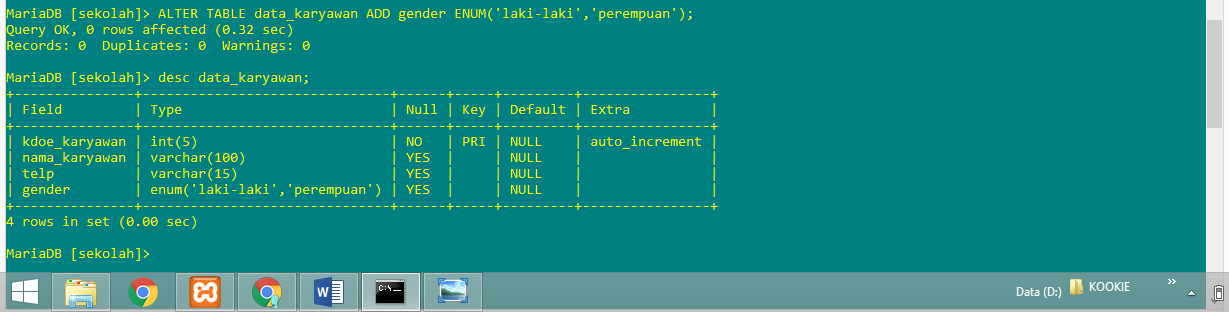 MariaDB [sekolah]> ALTER TABLE data_karyawan ADD gender ENUM('laki-laki','perempuan');
Query OK, 0 rows affected (0.32 sec)
Records: 0  Duplicates: 0  Warnings: 0
MariaDB [sekolah]> desc data_karyawan;
+---------------+-------------------------------+------+-----+---------+----------------+
| Field         | Type                          | Null | Key | Default | Extra          |
+---------------+-------------------------------+------+-----+---------+----------------+
| kdoe_karyawan | int(5)                        | NO   | PRI | NULL    | auto_increment |
| nama_karyawan | varchar(100)                  | YES  |     | NULL    |                |
| telp          | varchar(15)                   | YES  |     | NULL    |                |
| gender        | enum('laki-laki','perempuan') | YES  |     | NULL    |                |
+---------------+-------------------------------+------+-----+---------+----------------+
4 rows in set (0.00 sec)
MariaDB [sekolah]>
W
C:\
Data (D:)
KOOKIE
»